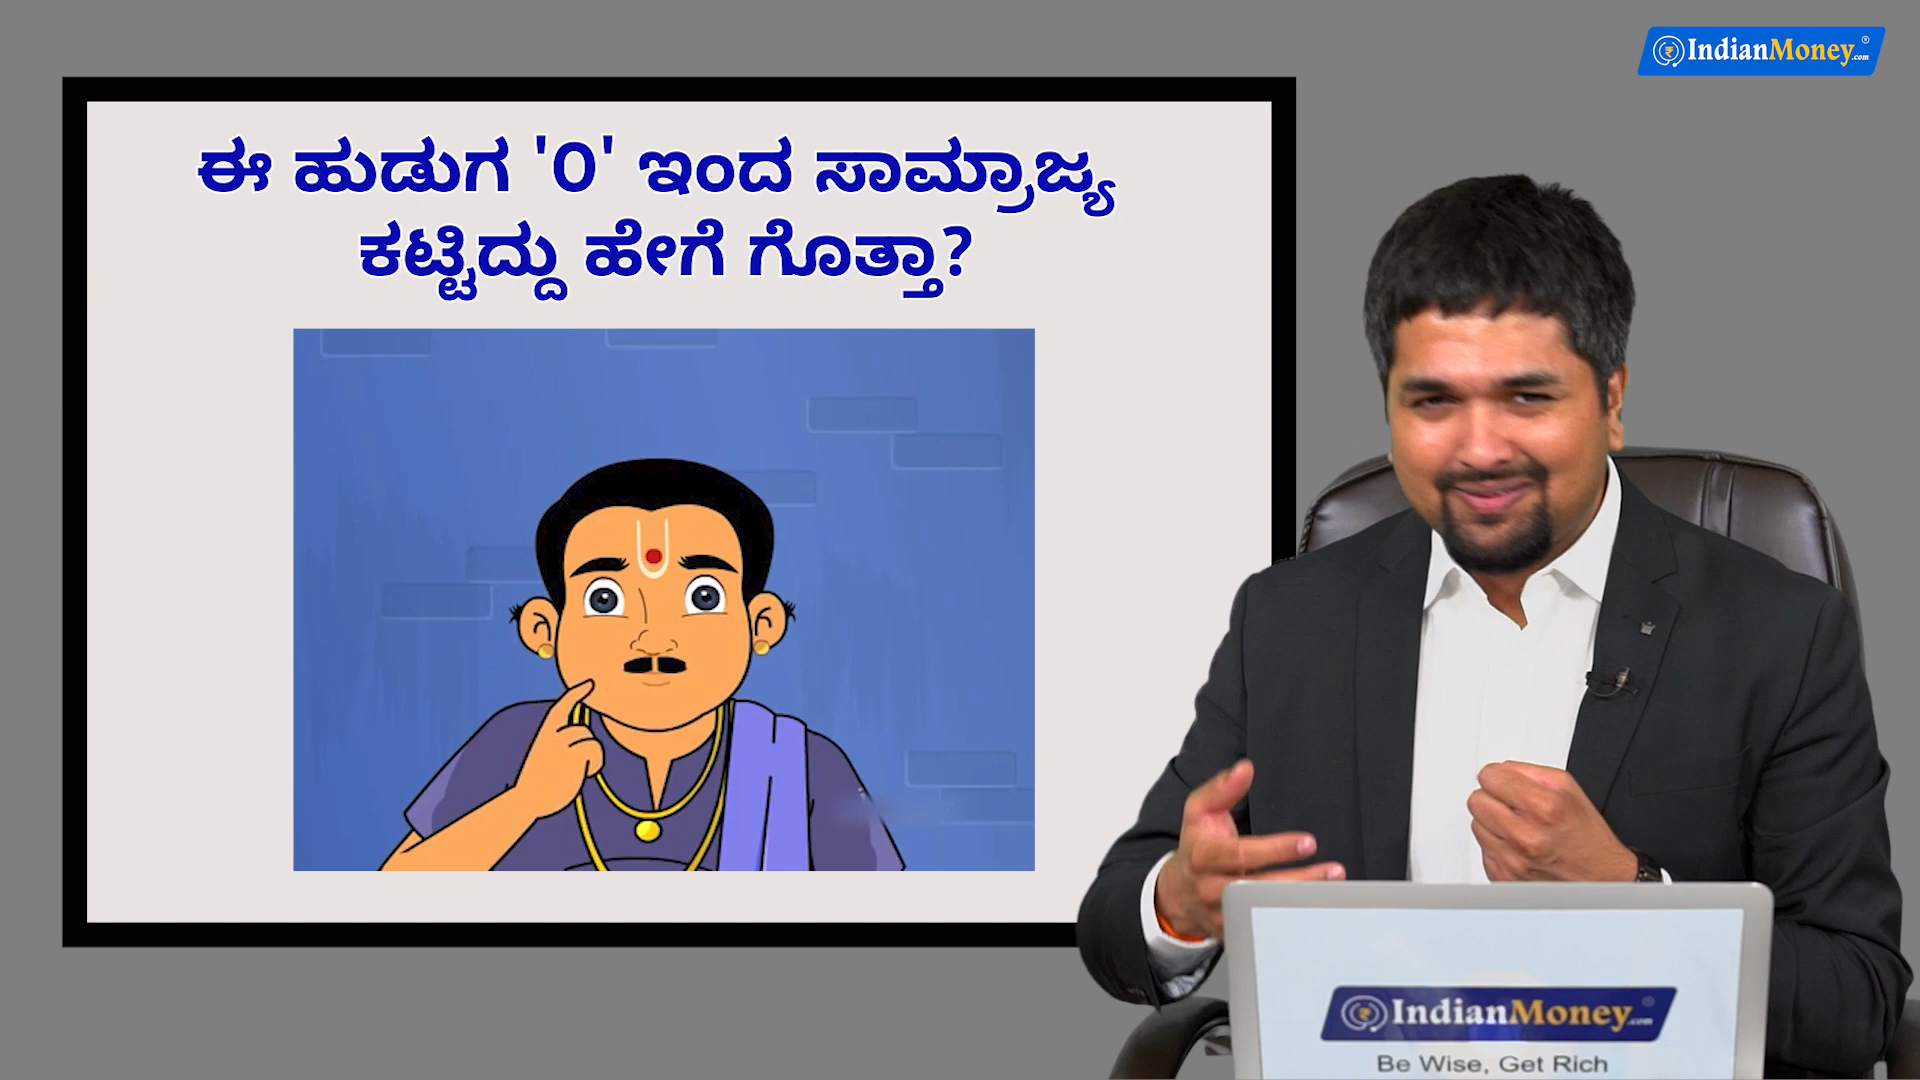 IndianMoney.com
ಈ ಹುಡುಗ '0' ಇಂದ ಸಾಮ್ರಾಜ್ಯ
ಕಟ್ಟಿದ್ದು ಹೇಗೆ ಗೊತ್ತಾ?
IndianMoney.com
Be Wise, Get Rich